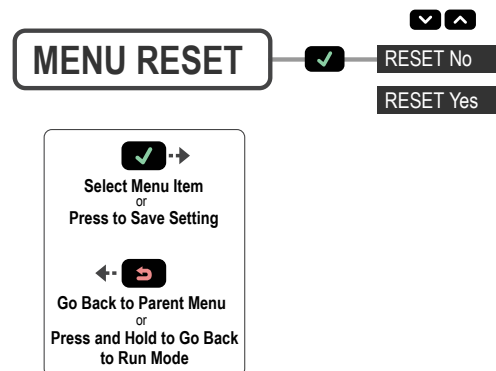 MENU RESET
RESET No
RESET Yes
Select Menu Item
or
Press to Save Setting
Go Back to Parent Menu
or
Press and Hold to Go Back
to Run Mode